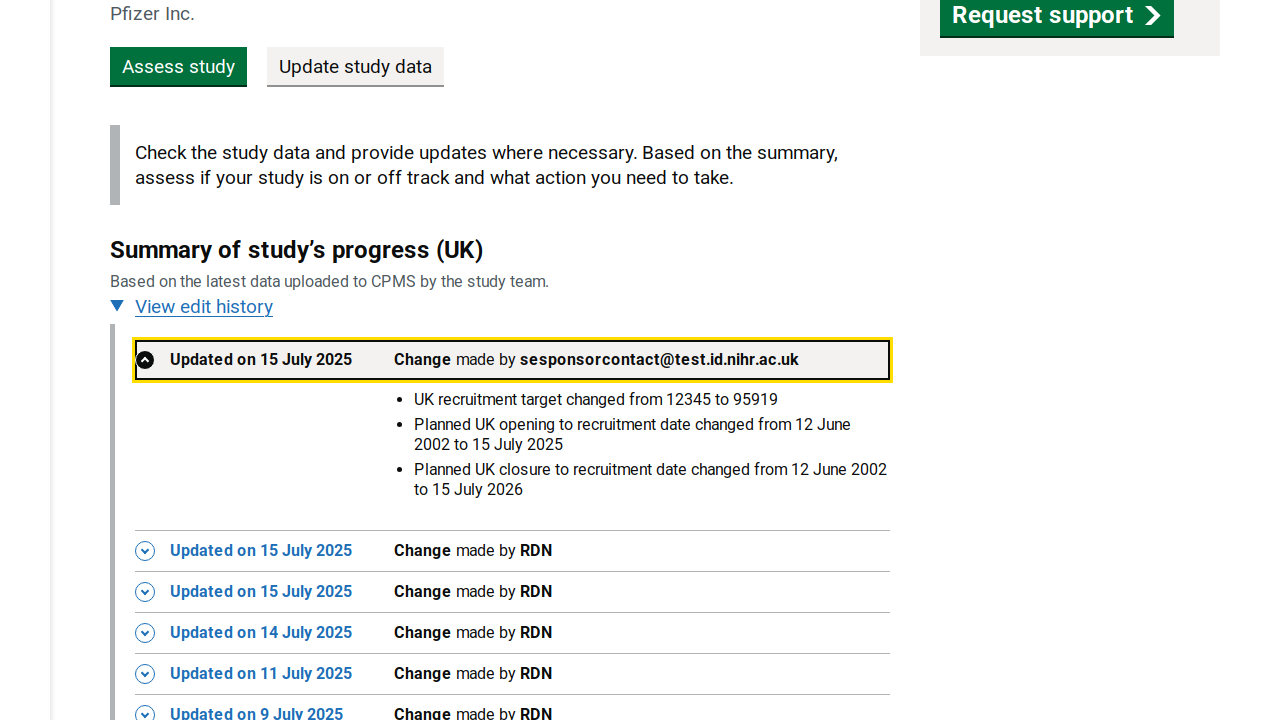 Pfizer Inc.
Request support
Assess study
Update study data
Check the study data and provide updates where necessary. Based on the summary,
assess if your study is on or off track and what action you need to take.
Summary of study’s progress (UK)
Based on the latest data uploaded to CPMS by the study team.
View edit history
Updated on 15 July 2025 Change made by sesponsorcontact@test.id.nihr.ac.uk
• UK recruitment target changed from 12345 to 95919
• Planned UK opening to recruitment date changed from 12 June
2002 to 15 July 2025
• Planned UK closure to recruitment date changed from 12 June 2002
to 15 July 2026
Updated on 15 July 2025 Change made by RDN
Updated on 15 July 2025 Change made by RDN
Updated on 14 July 2025 Change made by RDN
Updated on 11 July 2025 Change made by RDN
Updated on 9 July 2025 Change made by RDN